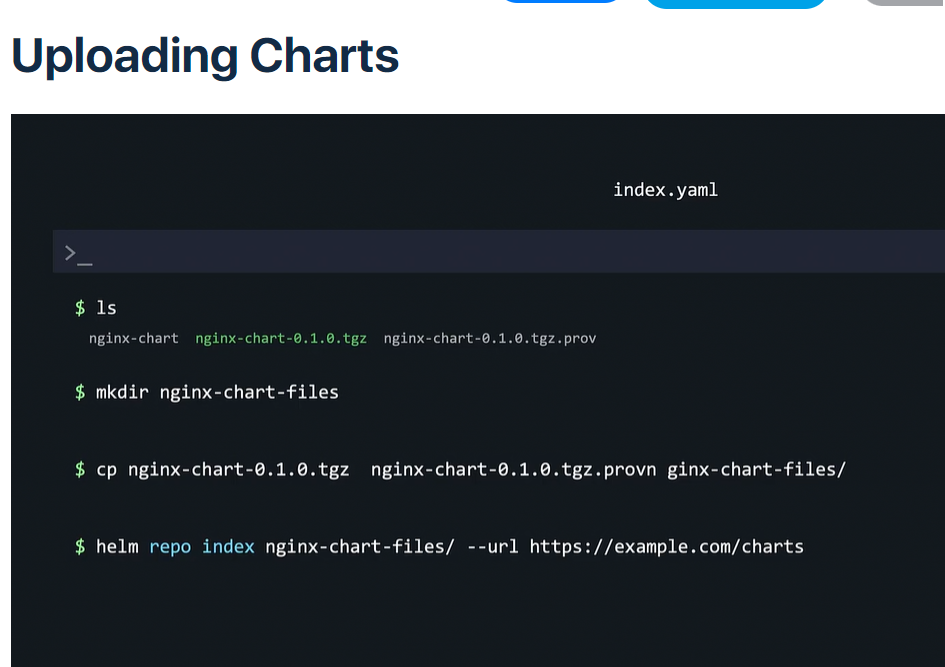 Uploading Charts
index.yaml
>_
$ ls
nginx-chart  nginx-chart-0.1.0.tgz  nginx-chart-0.1.0.tgz.prov
$ mkdir nginx-chart-files
$ cp nginx-chart-0.1.0.tgz  nginx-chart-0.1.0.tgz.provn ginx-chart-files/
$ helm repo index nginx-chart-files/ --url https://example.com/charts